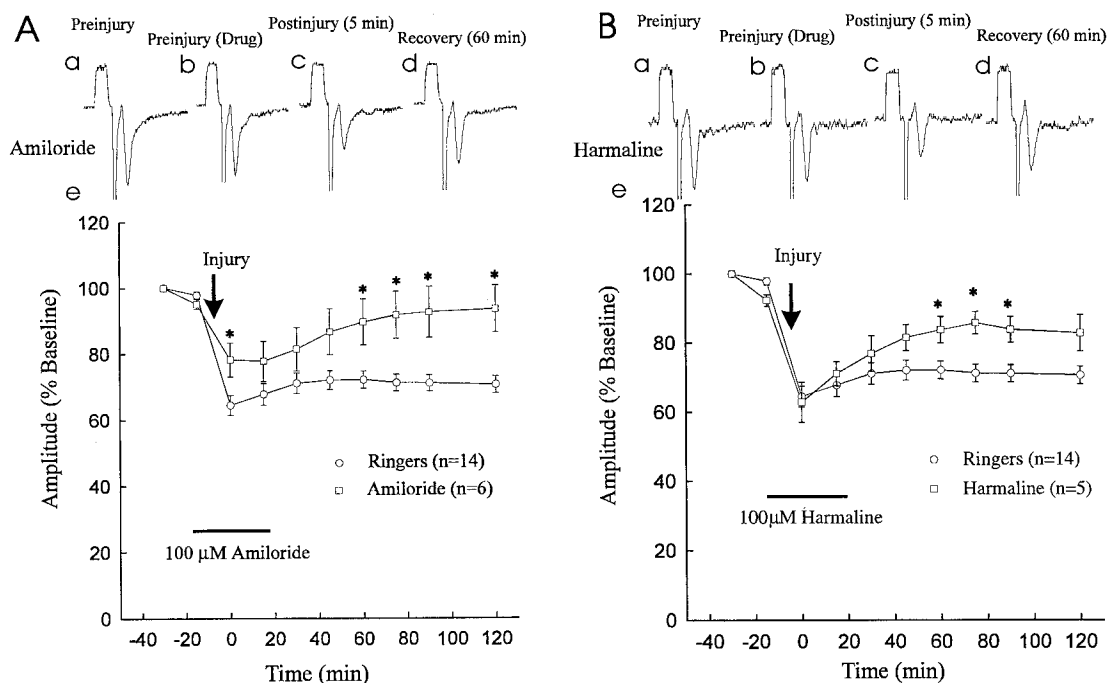 A
Preinjury
Preinjury (Drug)
Postinjury (5 min)
Recovery (60 min)
a
b
c
d
Amiloride
e
120
100
80
60
40
20
0
Amplitude (% Baseline)
Injury
*
*
*
*
*
Ringers (n=14)
Amiloride (n=6)
100 µM Amiloride
-40 -20 0 20 40 60 80 100 120
Time (min)
B
Preinjury
Preinjury (Drug)
Postinjury (5 min)
Recovery (60 min)
a
b
c
d
Harmaline
e
120
100
80
60
40
20
0
Amplitude (% Baseline)
Injury
*
*
*
Ringers (n=14)
Harmaline (n=5)
100µM Harmaline
-40 -20 0 20 40 60 80 100 120
Time (min)